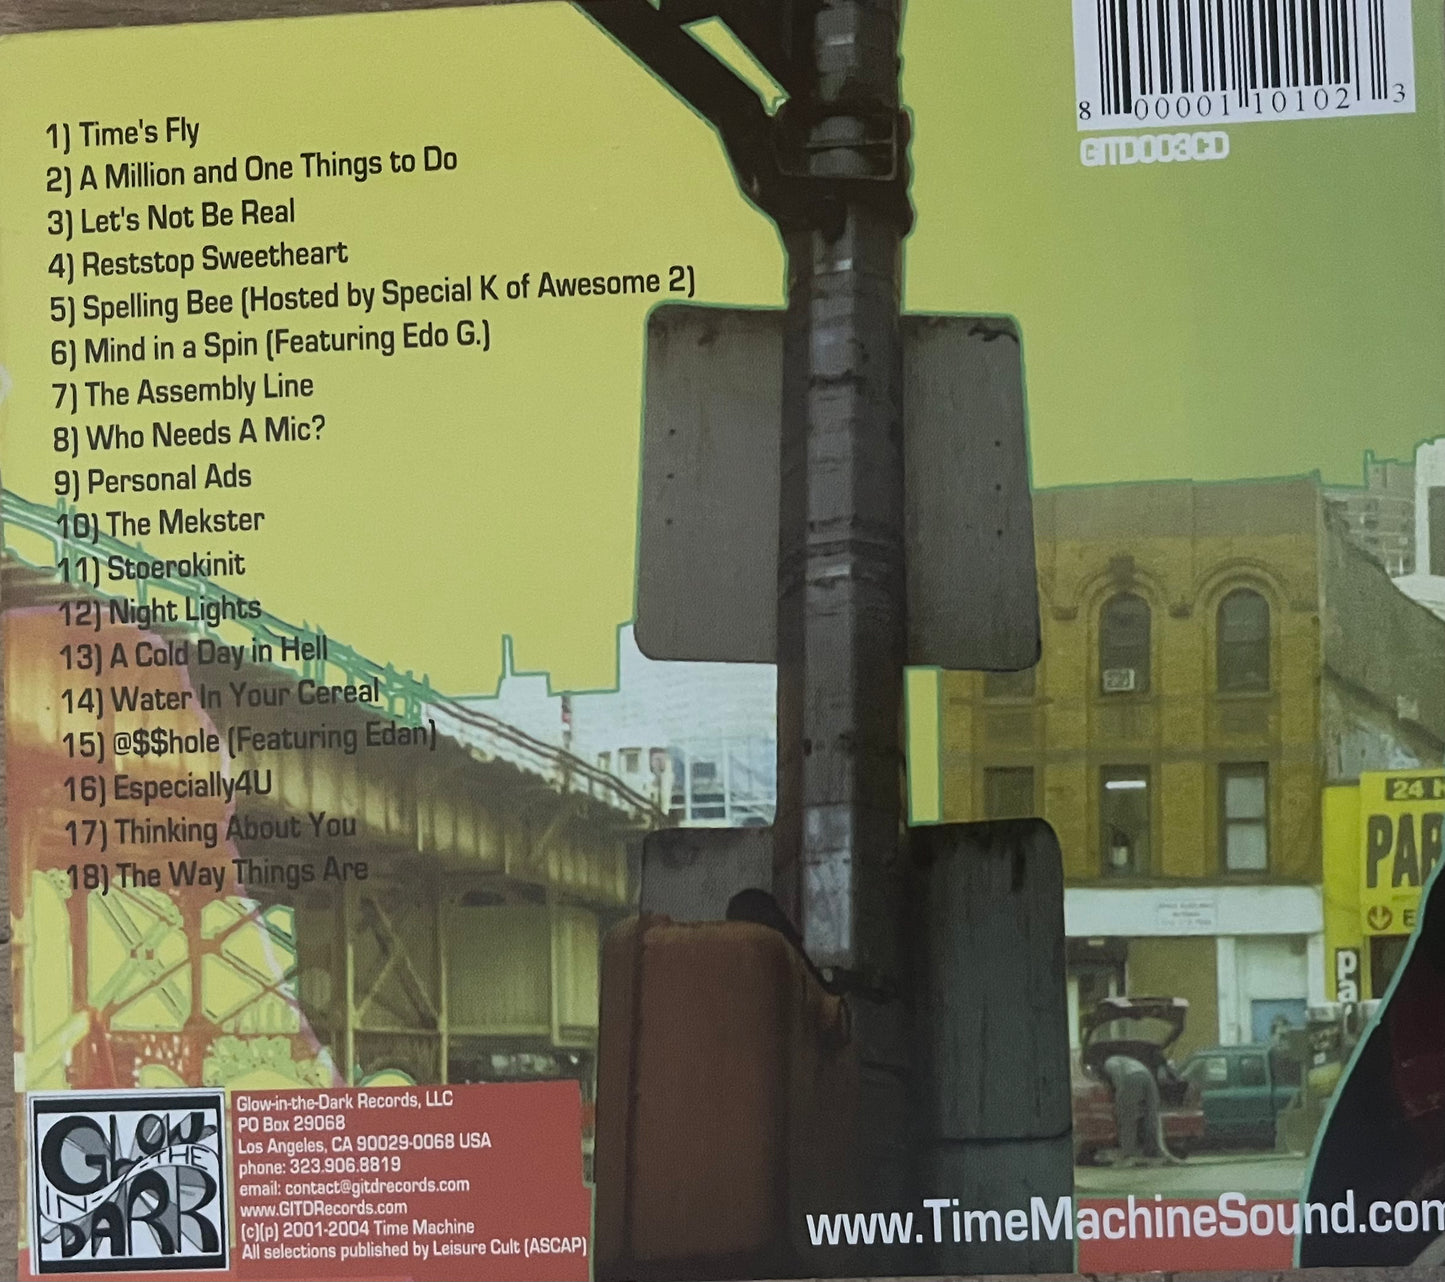 8 00001 10102 3
GITD003CD
1) Time's Fly
2) A Million and One Things to Do
3) Let's Not Be Real
4) Reststop Sweetheart
5) Spelling Bee (Hosted by Special K of Awesome 2)
6) Mind in a Spin (Featuring Edo G.)
7) The Assembly Line
8) Who Needs A Mic?
9) Personal Ads
10) The Mekster
11) Stoerokinit
12) Night Lights
13) A Cold Day in Hell
14) Water In Your Cereal
15) @$$hole (Featuring Edan)
16) Especially4U
17) Thinking About You
18) The Way Things Are
24
PAR
GLOW
IN-THE
DARK
Glow-in-the-Dark Records, LLC
PO Box 29068
Los Angeles, CA 90029-0068 USA
phone: 323.906.8819
email: contact@gitdrecords.com
www.GITDRecords.com
(c)(p) 2001-2004 Time Machine
All selections published by Leisure Cult (ASCAP)
www.TimeMachineSound.com